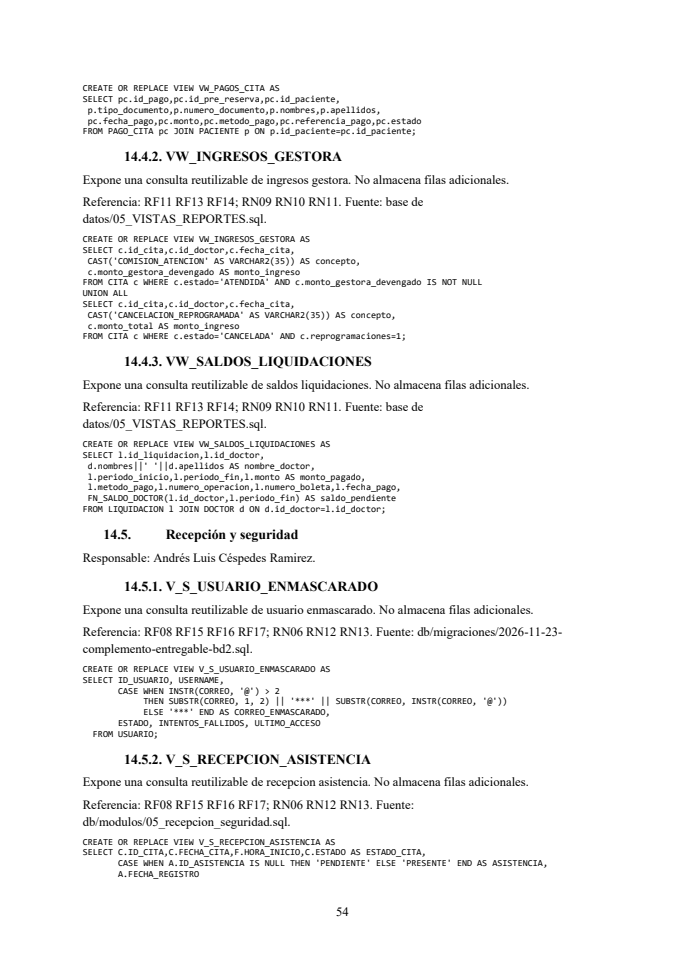 CREATE OR REPLACE VIEW VW_PAGOS_CITA AS
SELECT pc.id_pago,pc.id_pre_reserva,pc.id_paciente,
p.tipo_documento,p.numero_documento,p.nombres,p.apellidos,
pc.fecha_pago,pc.monto,pc.metodo_pago,pc.referencia_pago,pc.estado
FROM PAGO_CITA pc JOIN PACIENTE p ON p.id_paciente=pc.id_paciente;
14.4.2. VW_INGRESOS_GESTORA
Expone una consulta reutilizable de ingresos gestora. No almacena filas adicionales.
Referencia: RF11 RF13 RF14; RN09 RN10 RN11. Fuente: base de
datos/05_VISTAS_REPORTES.sql.
CREATE OR REPLACE VIEW VW_INGRESOS_GESTORA AS
SELECT c.id_cita,c.id_doctor,c.fecha_cita,
CAST('COMISION_ATENCION' AS VARCHAR2(35)) AS concepto,
c.monto_gestora_devengado AS monto_ingreso
FROM CITA c WHERE c.estado='ATENDIDA' AND c.monto_gestora_devengado IS NOT NULL
UNION ALL
SELECT c.id_cita,c.id_doctor,c.fecha_cita,
CAST('CANCELACION_REPROGRAMADA' AS VARCHAR2(35)) AS concepto,
c.monto_total AS monto_ingreso
FROM CITA c WHERE c.estado='CANCELADA' AND c.reprogramaciones=1;
14.4.3. VW_SALDOS_LIQUIDACIONES
Expone una consulta reutilizable de saldos liquidaciones. No almacena filas adicionales.
Referencia: RF11 RF13 RF14; RN09 RN10 RN11. Fuente: base de
datos/05_VISTAS_REPORTES.sql.
CREATE OR REPLACE VIEW VW_SALDOS_LIQUIDACIONES AS
SELECT l.id_liquidacion,l.id_doctor,
d.nombres||' '||d.apellidos AS nombre_doctor,
l.periodo_inicio,l.periodo_fin,l.monto AS monto_pagado,
l.metodo_pago,l.numero_operacion,l.numero_boleta,l.fecha_pago,
FN_SALDO_DOCTOR(l.id_doctor,l.periodo_fin) AS saldo_pendiente
FROM LIQUIDACION l JOIN DOCTOR d ON d.id_doctor=l.id_doctor;
14.5. Recepción y seguridad
Responsable: Andrés Luis Céspedes Ramirez.
14.5.1. V_S_USUARIO_ENMASCARADO
Expone una consulta reutilizable de usuario enmascarado. No almacena filas adicionales.
Referencia: RF08 RF15 RF16 RF17; RN06 RN12 RN13. Fuente: db/migraciones/2026-11-23-
complemento-entregable-bd2.sql.
CREATE OR REPLACE VIEW V_S_USUARIO_ENMASCARADO AS
SELECT ID_USUARIO, USERNAME,
CASE WHEN INSTR(CORREO, '@') > 2
THEN SUBSTR(CORREO, 1, 2) || '***' || SUBSTR(CORREO, INSTR(CORREO, '@'))
ELSE '***' END AS CORREO_ENMASCARADO,
ESTADO, INTENTOS_FALLIDOS, ULTIMO_ACCESO
FROM USUARIO;
14.5.2. V_S_RECEPCION_ASISTENCIA
Expone una consulta reutilizable de recepcion asistencia. No almacena filas adicionales.
Referencia: RF08 RF15 RF16 RF17; RN06 RN12 RN13. Fuente:
db/modulos/05_recepcion_seguridad.sql.
CREATE OR REPLACE VIEW V_S_RECEPCION_ASISTENCIA AS
SELECT C.ID_CITA,C.FECHA_CITA,F.HORA_INICIO,C.ESTADO AS ESTADO_CITA,
CASE WHEN A.ID_ASISTENCIA IS NULL THEN 'PENDIENTE' ELSE 'PRESENTE' END AS ASISTENCIA,
A.FECHA_REGISTRO
54